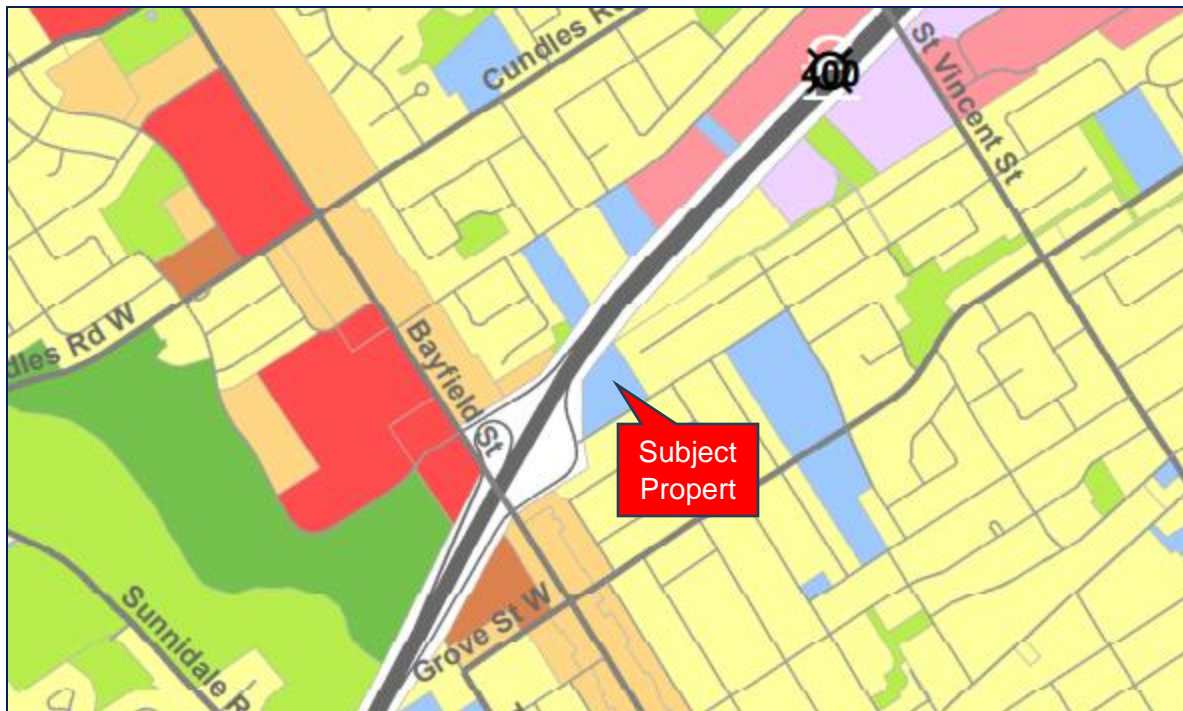 Cundles Rd
St Vincent St
400
dles Rd W
Bayfield St
Subject
Propert
Grove St W
Sunnidale R